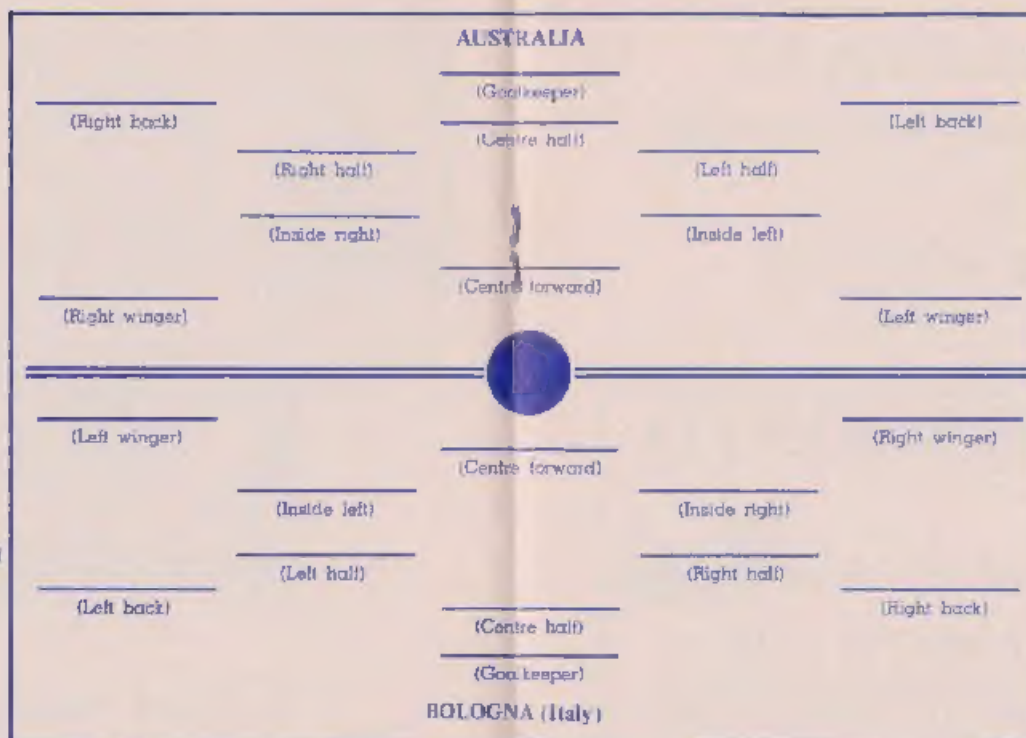 AUSTRALIA
(Goalkeeper)
(Right back)
(Centre half)
(Left back)
(Right half)
(Left half)
(Inside right)
(Inside left)
(Centre forward)
(Right winger)
(Left winger)
(Left winger)
(Right winger)
(Centre forward)
(Inside left)
(Inside right)
(Left half)
(Right half)
(Left back)
(Right back)
(Centre half)
(Goalkeeper)
BOLOGNA (Italy)